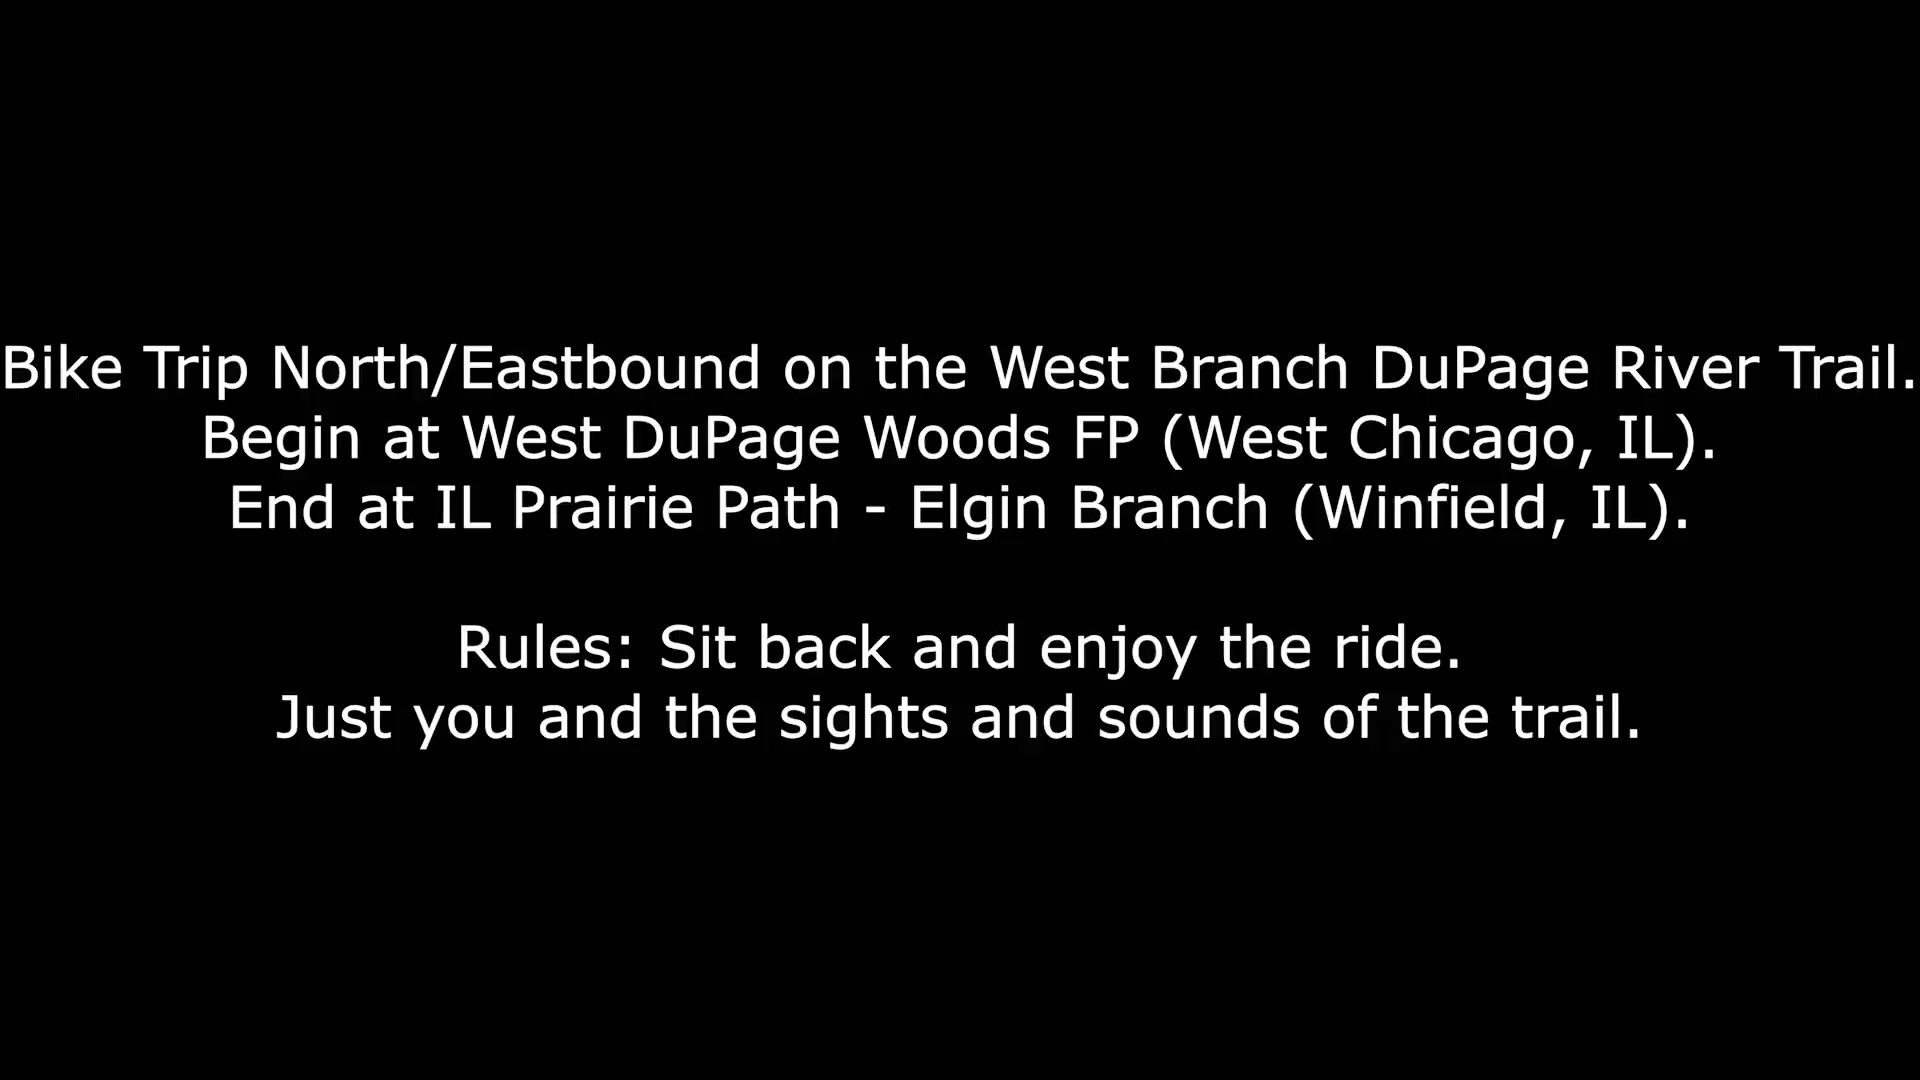 Bike Trip North/Eastbound on the West Branch DuPage River Trail.
Begin at West DuPage Woods FP (West Chicago, IL).
End at IL Prairie Path - Elgin Branch (Winfield, IL).
Rules: Sit back and enjoy the ride.
Just you and the sights and sounds of the trail.